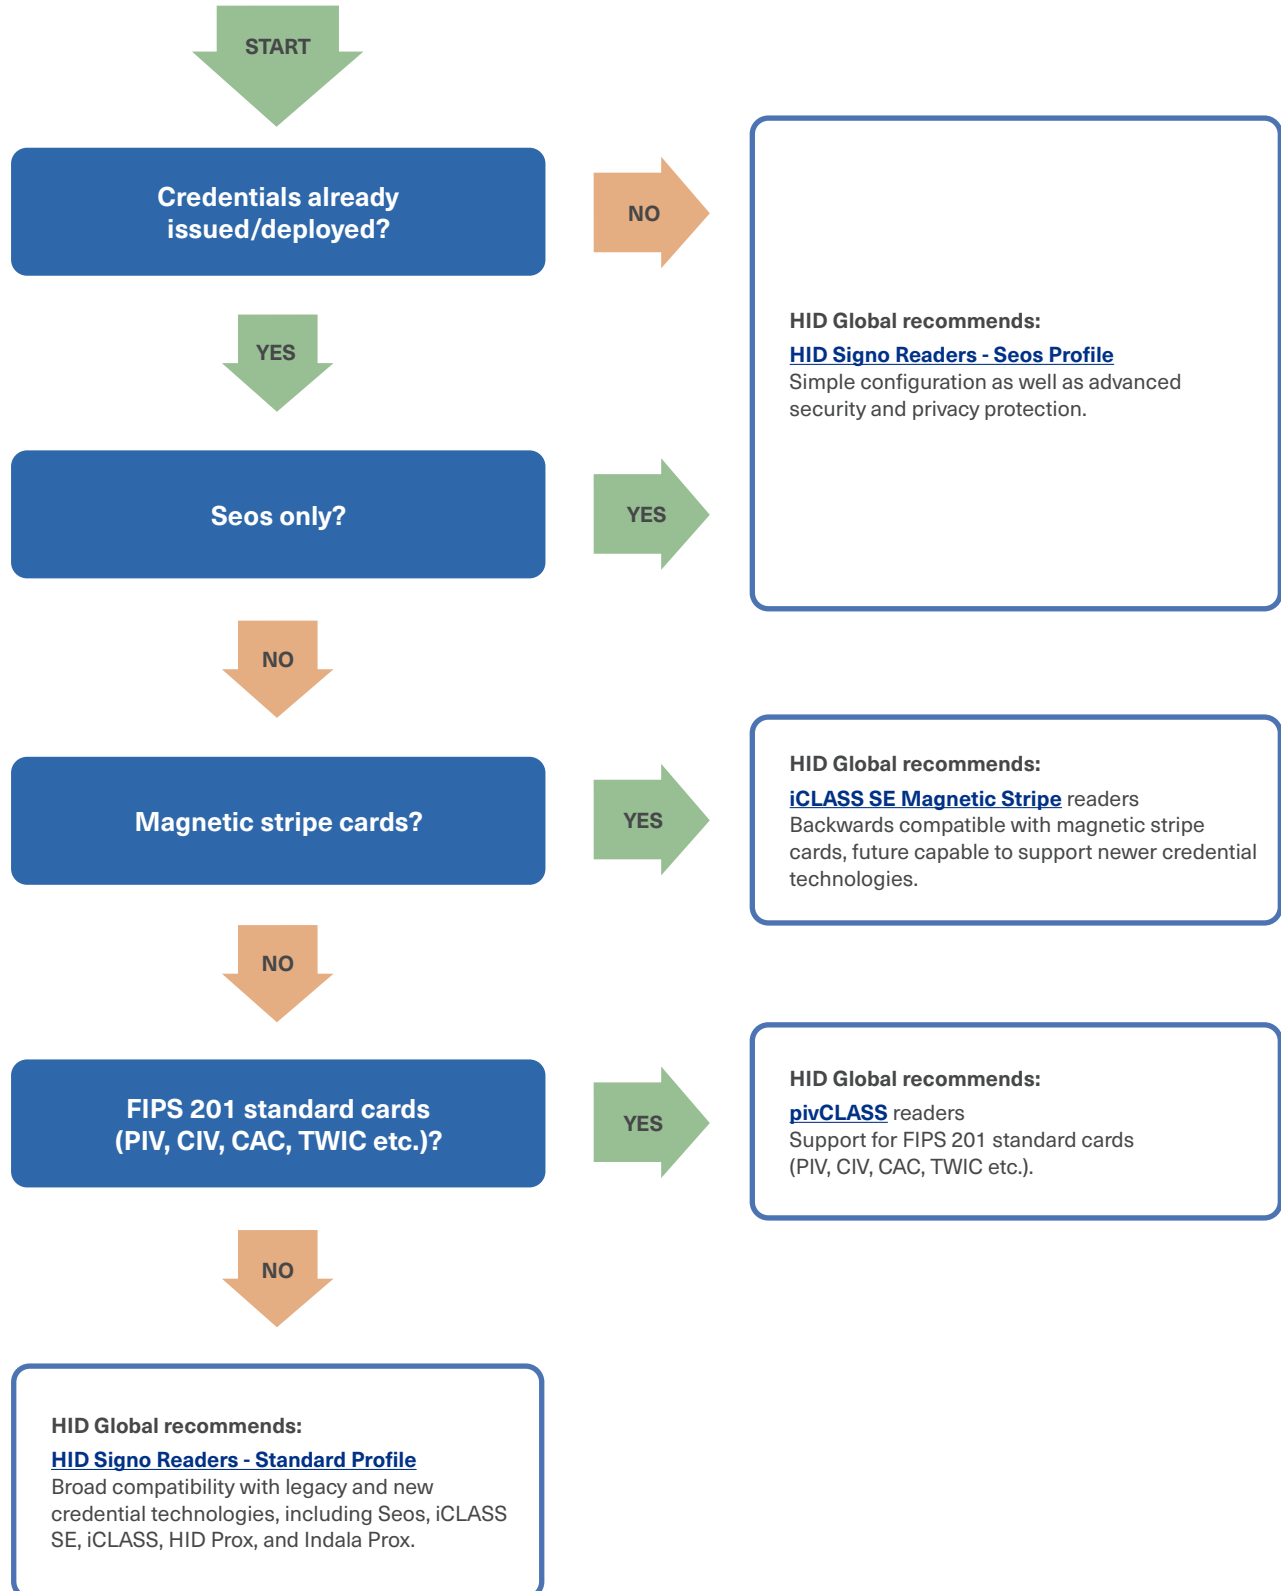 START
Credentials already
issued/deployed?
NO
HID Global recommends:
HID Signo Readers - Seos Profile
Simple configuration as well as advanced
security and privacy protection.
YES
Seos only?
YES
NO
Magnetic stripe cards?
YES
HID Global recommends:
iCLASS SE Magnetic Stripe readers
Backwards compatible with magnetic stripe
cards, future capable to support newer credential
technologies.
NO
FIPS 201 standard cards
(PIV, CIV, CAC, TWIC etc.)?
YES
HID Global recommends:
pivCLASS readers
Support for FIPS 201 standard cards
(PIV, CIV, CAC, TWIC etc.).
NO
HID Global recommends:
HID Signo Readers - Standard Profile
Broad compatibility with legacy and new
credential technologies, including Seos, iCLASS
SE, iCLASS, HID Prox, and Indala Prox.